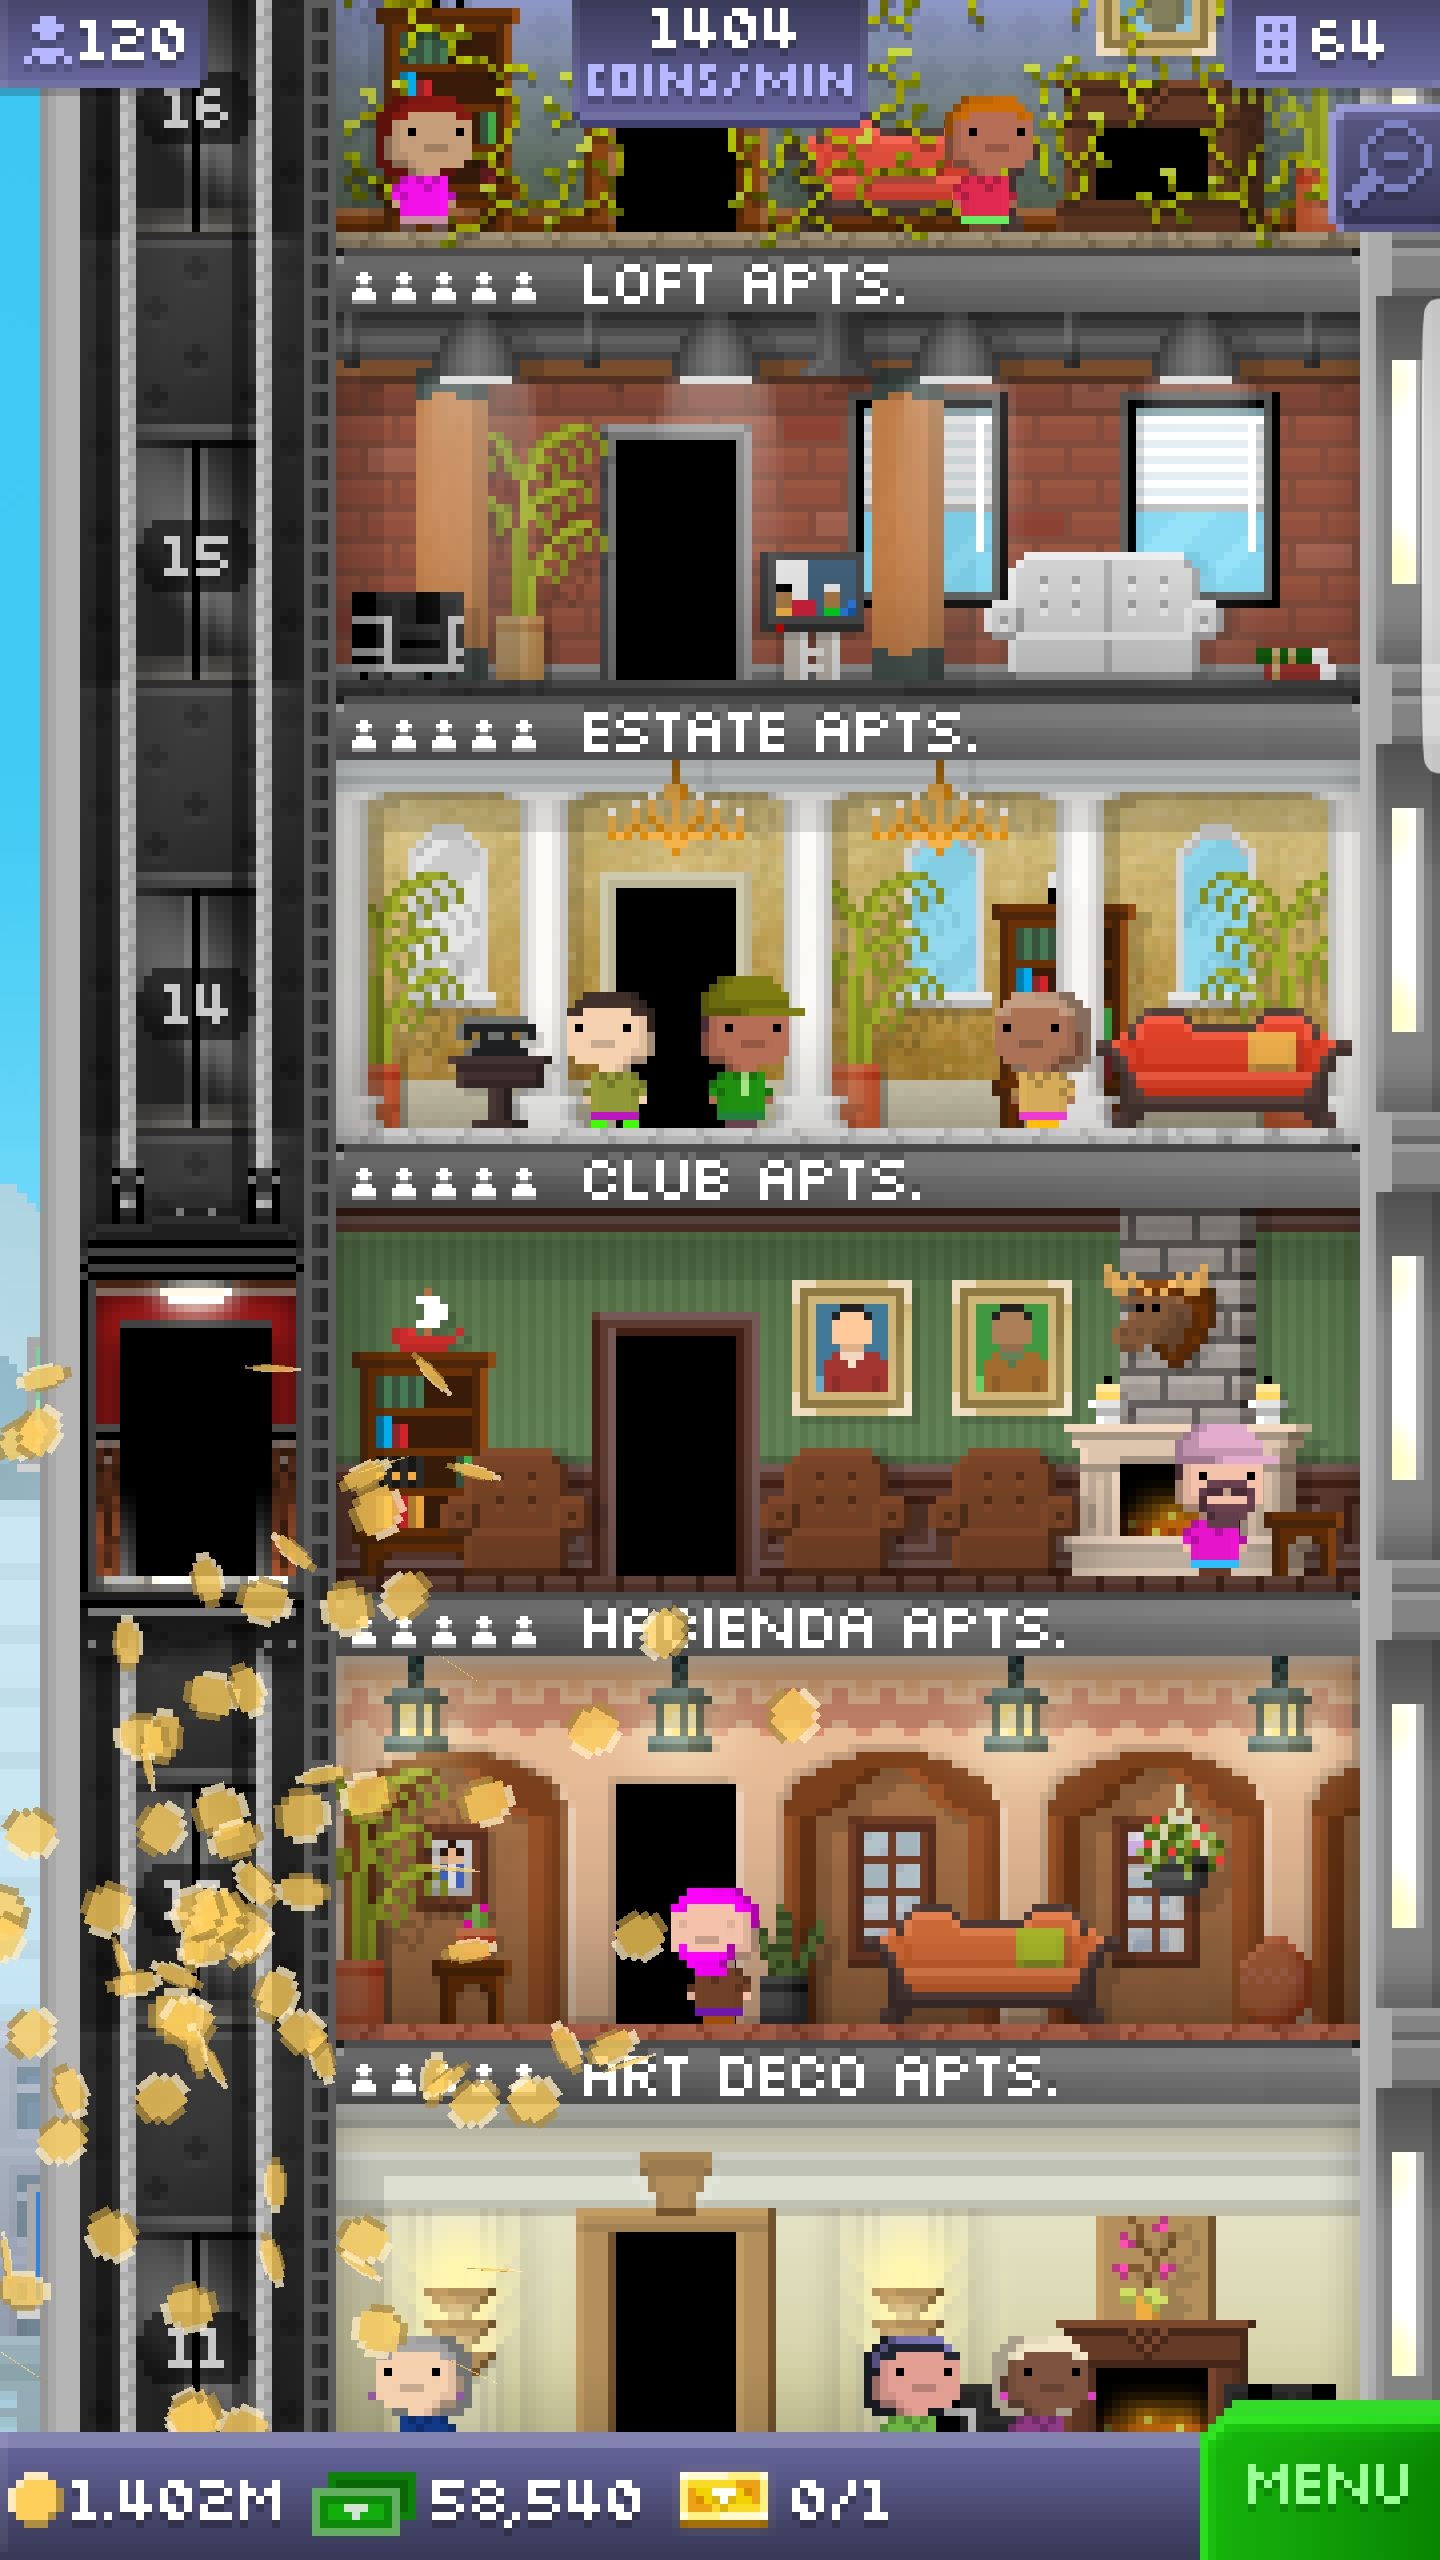 120
1404
COINS/MIN
64
16
LOFT APTS.
15
ESTATE APTS.
14
CLUB APTS.
HACIENDA APTS.
ART DECO APTS.
11
1.402M
58,540
0/1
MENU